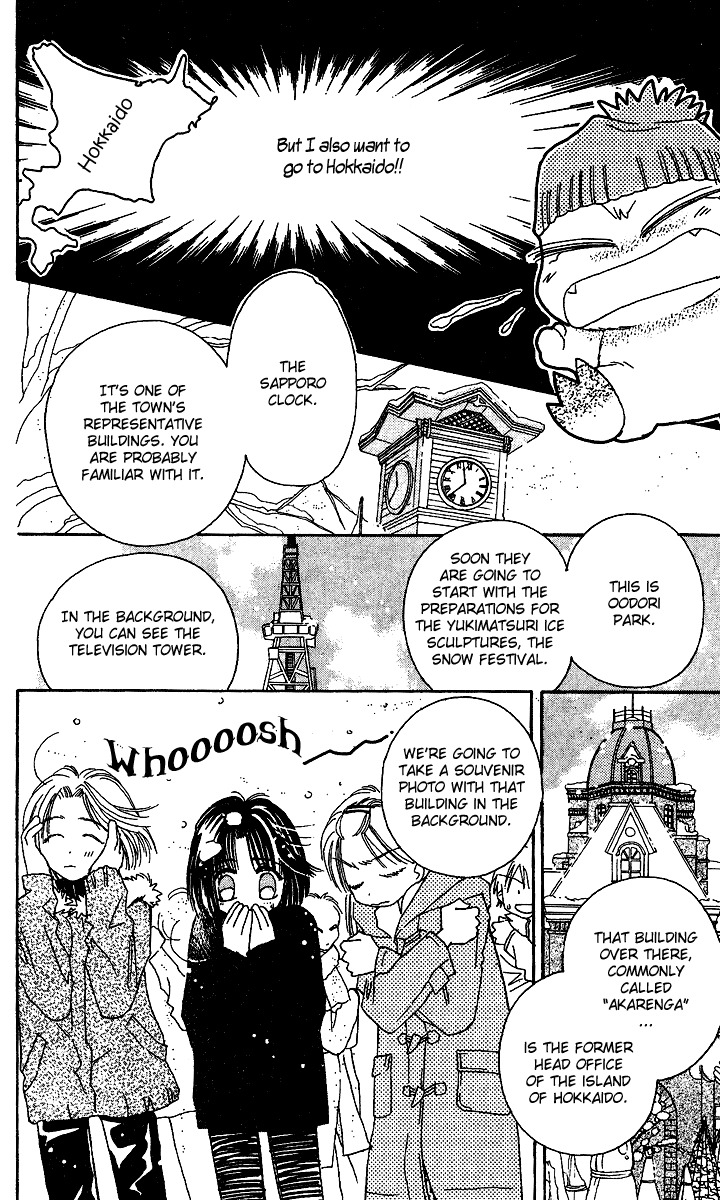 Hokkaido
But I also want to
go to Hokkaido!!
THE
SAPPORO
CLOCK.
IT'S ONE OF
THE TOWN'S
REPRESENTATIVE
BUILDINGS. YOU
ARE PROBABLY
FAMILIAR WITH IT.
THIS IS
OODORI
PARK.
SOON THEY
ARE GOING TO
START WITH THE
PREPARATIONS FOR
THE YUKIMATSURI ICE
SCULPTURES, THE
SNOW FESTIVAL.
IN THE BACKGROUND,
YOU CAN SEE THE
TELEVISION TOWER.
THAT BUILDING
OVER THERE,
COMMONLY
CALLED
"AKARENGA"
...
IS THE FORMER
HEAD OFFICE
OF THE ISLAND
OF HOKKAIDO.
WE'RE GOING TO
TAKE A SOUVENIR
PHOTO WITH THAT
BUILDING IN THE
BACKGROUND.
Whoooosh